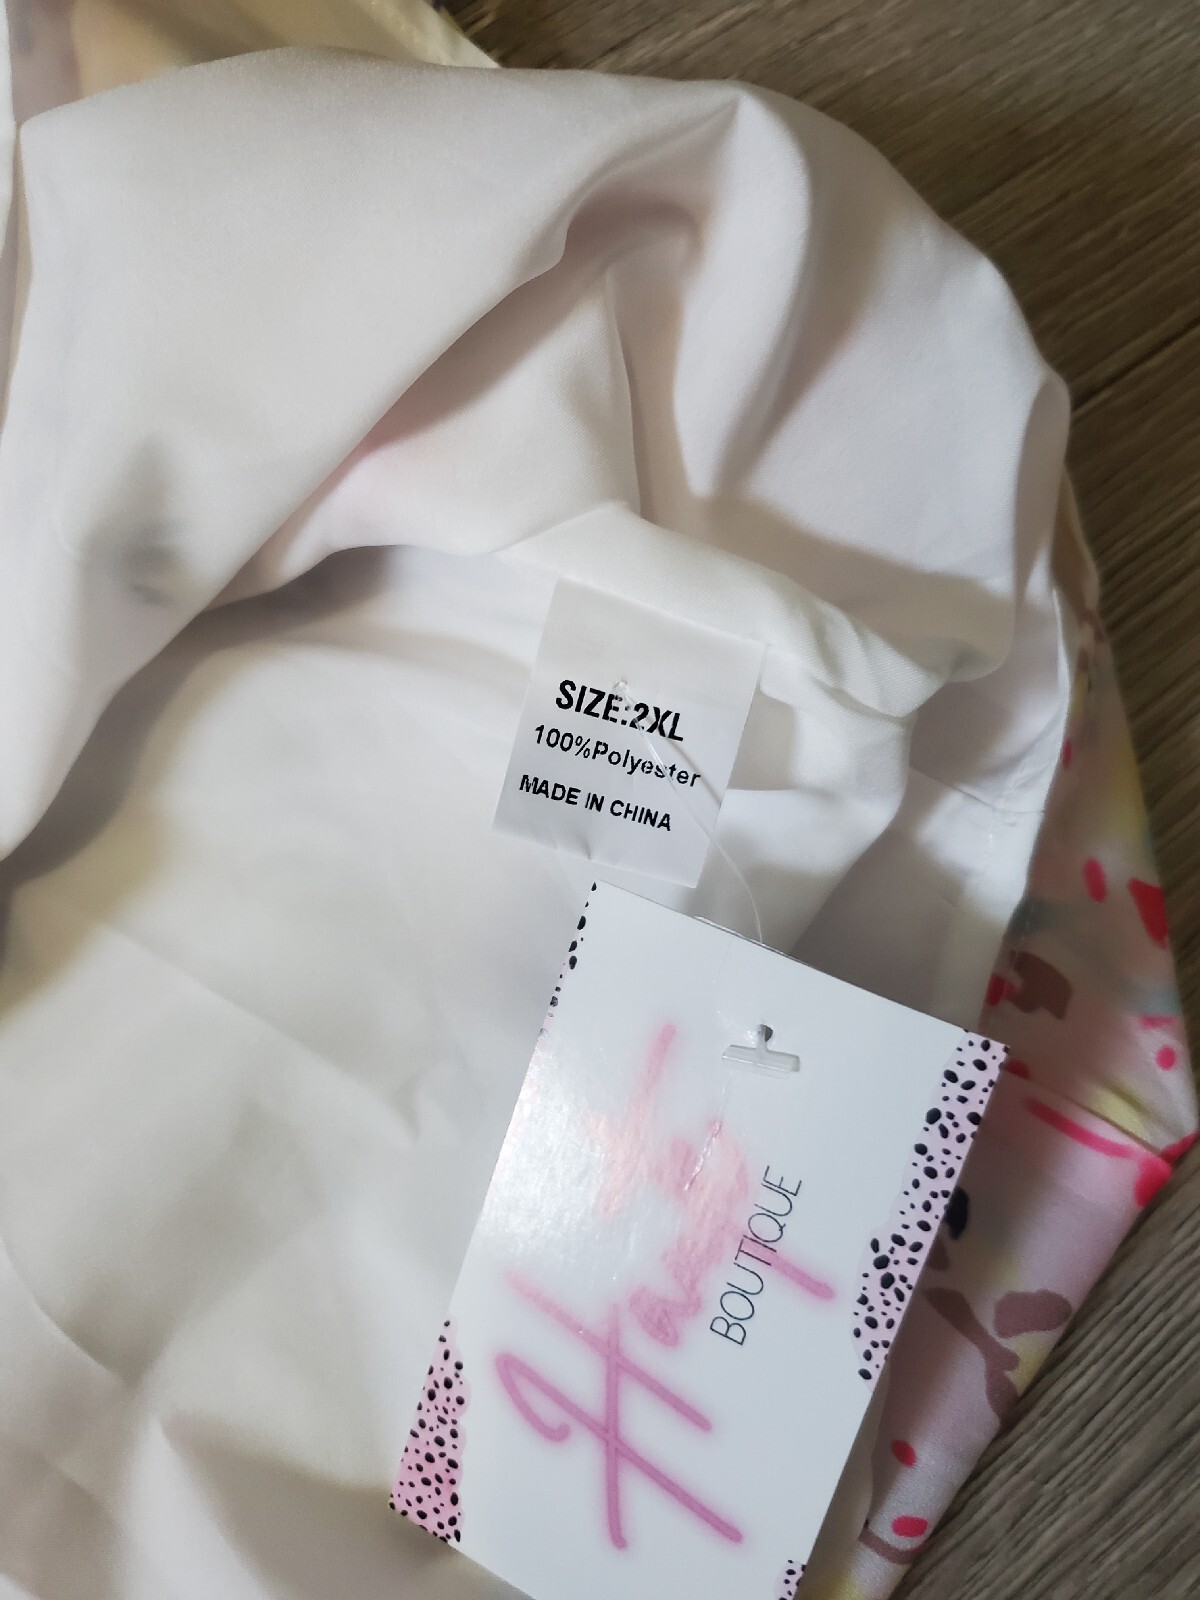 SIZE:2XL
100%Polyester
MADE IN CHINA
BOUTIQUE